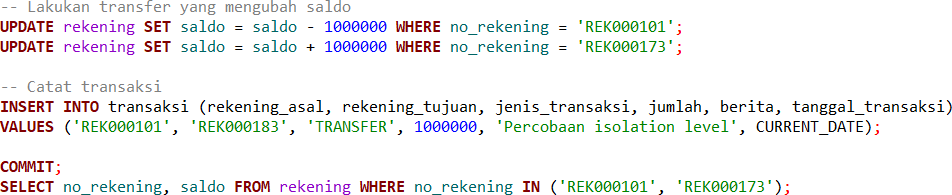 -- Lakukan transfer yang mengubah saldo
UPDATE rekening SET saldo = saldo - 1000000 WHERE no_rekening = 'REK000101';
UPDATE rekening SET saldo = saldo + 1000000 WHERE no_rekening = 'REK000173';
-- Catat transaksi
INSERT INTO transaksi (rekening_asal, rekening_tujuan, jenis_transaksi, jumlah, berita, tanggal_transaksi)
VALUES ('REK000101', 'REK000183', 'TRANSFER', 1000000, 'Percobaan isolation level', CURRENT_DATE);
COMMIT;
SELECT no_rekening, saldo FROM rekening WHERE no_rekening IN ('REK000101', 'REK000173');